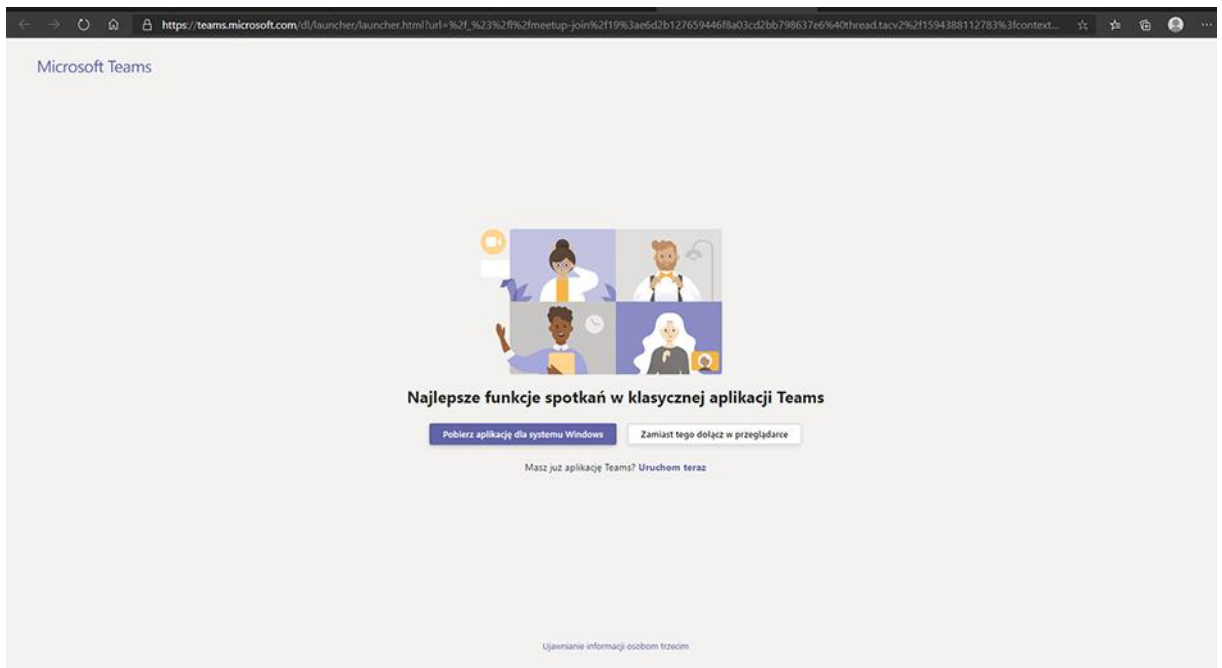 https://teams.microsoft.com/dl/launcher/launcher.html?url=%2f_%23%2fl%2fmeetup-join%2f19%3ae6d2b127659446f8a03cd2bb798637e6%40thread.tacv2%2f1594388112783%3fcontext...
Microsoft Teams
Najlepsze funkcje spotkań w klasycznej aplikacji Teams
Pobierz aplikację dla systemu Windows Zamiast tego dołącz w przeglądarce
Masz już aplikację Teams? Uruchom teraz
Ujawnianie informacji osobom trzecim